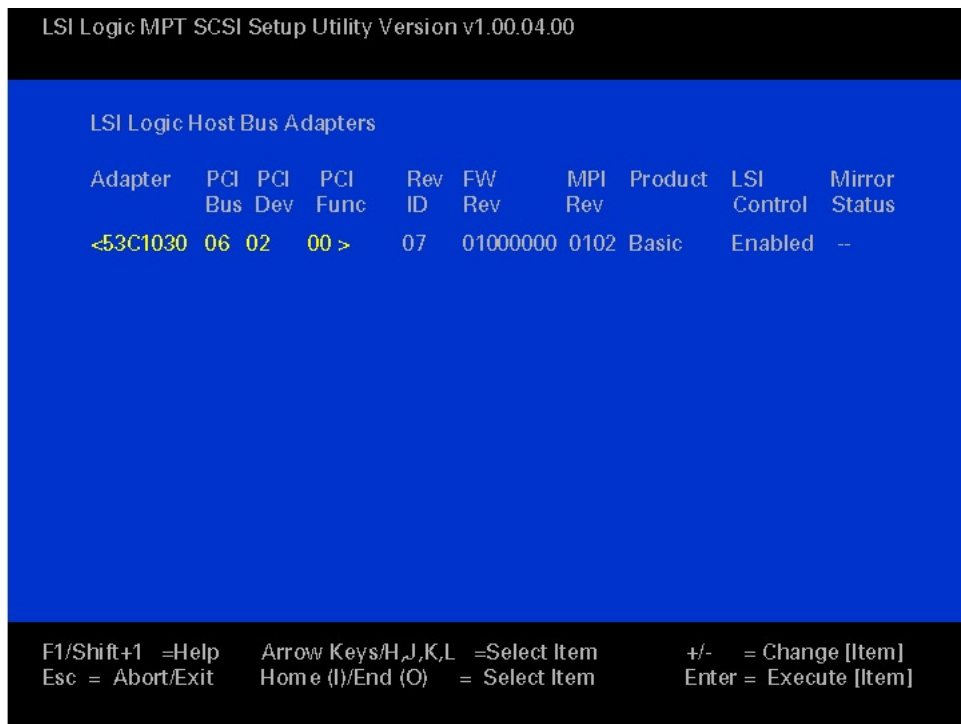 LSI Logic MPT SCSI Setup Utility Version v1.00.04.00
LSI Logic Host Bus Adapters
Adapter PCI PCI PCI Rev FW MPI Product LSI Mirror
Bus Dev Func ID Rev Rev Control Status
<53C1030 06 02 00 > 07 01000000 0102 Basic Enabled --
F1/Shift+1 =Help Arrow Keys/H,J,K,L =Select Item +/- = Change [Item]
Esc = Abort/Exit Home (I)/End (O) = Select Item Enter = Execute [Item]